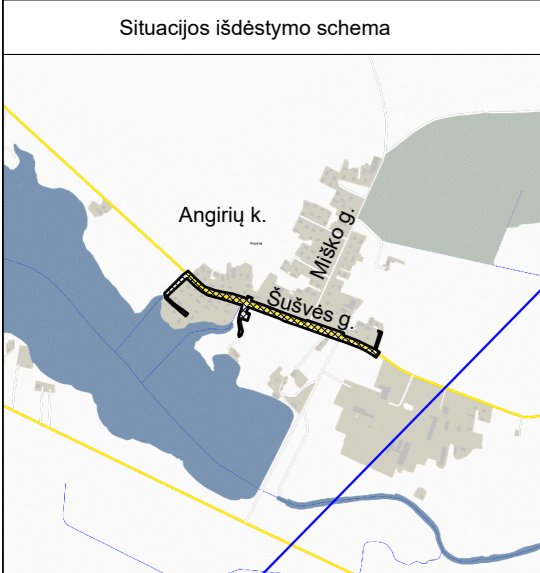 Situacijos išdėstymo schema
Angirių k.
Miško g.
Šušvės g.